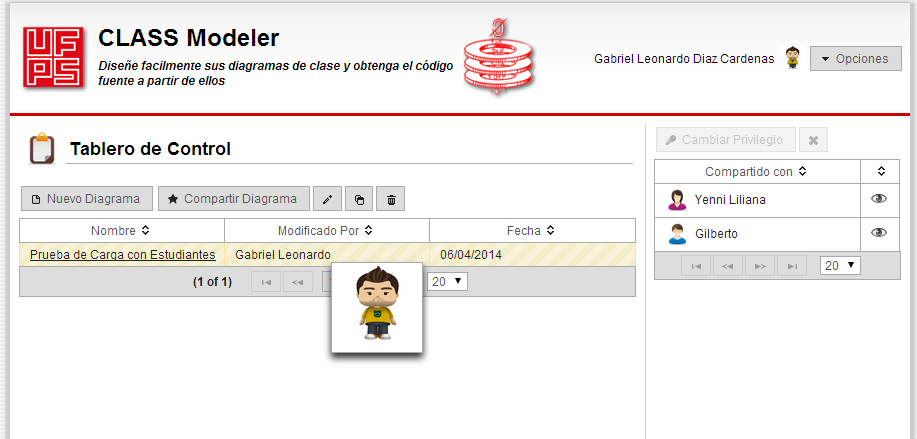 UFPS
CLASS Modeler
Diseñe facilmente sus diagramas de clase y obtenga el código
fuente a partir de ellos
Gabriel Leonardo Diaz Cardenas
Opciones
Tablero de Control
Nuevo Diagrama
Compartir Diagrama
Nombre
Modificado Por
Fecha
Prueba de Carga con Estudiantes
Gabriel Leonardo
06/04/2014
(1 of 1)
20
Cambiar Privilegio
Compartido con
Yenni Liliana
Gilberto
20